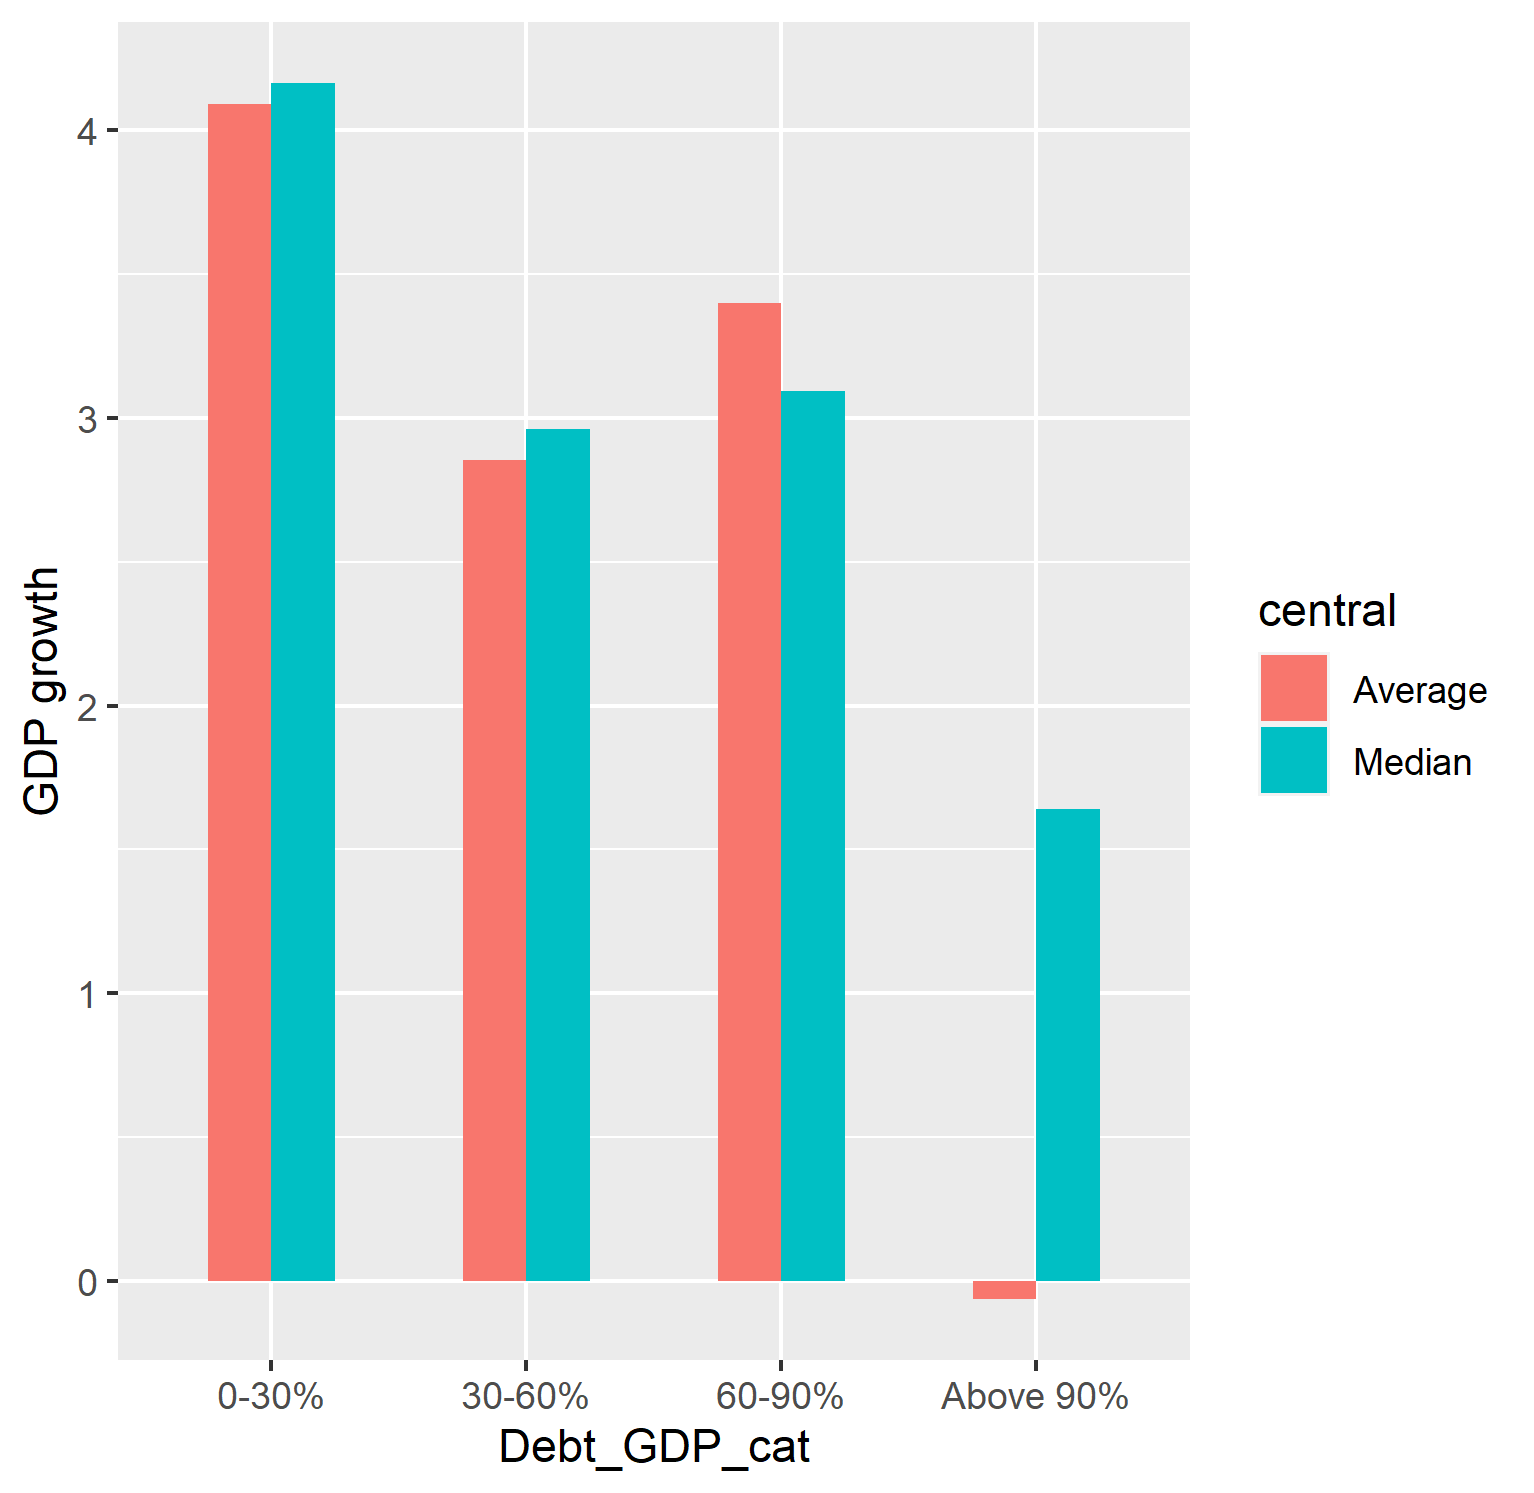 4
3
2
1
0
GDP growth
0-30%
30-60%
60-90%
Above 90%
Debt_GDP_cat
central
Average
Median